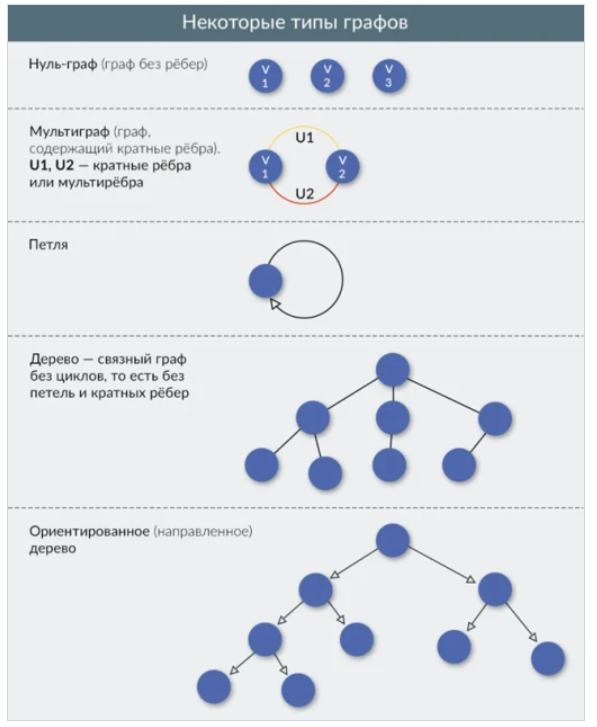 Некоторые типы графов
Нуль-граф (граф без рёбер)
V
1
V
2
V
3
Мультиграф (граф,
содержащий кратные рёбра).
U1, U2 — кратные рёбра
или мультирёбра
U1
V
1
V
2
U2
Петля
Дерево — связный граф
без циклов, то есть без
петель и кратных рёбер
Ориентированное (направленное)
дерево